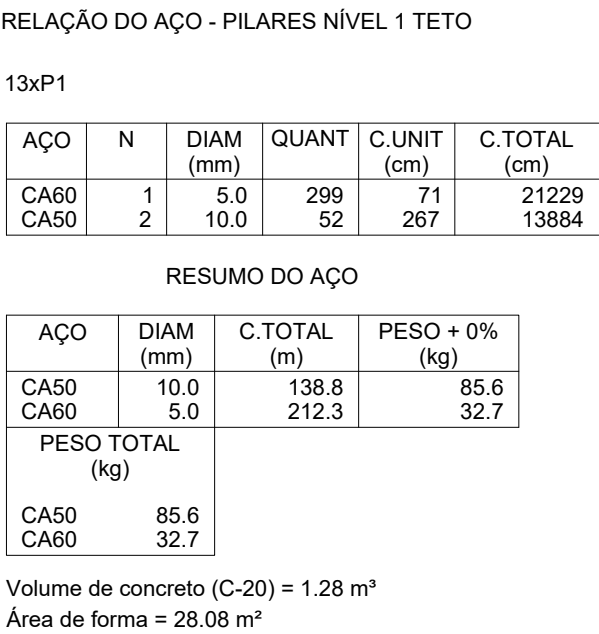 RELAÇÃO DO AÇO - PILARES NÍVEL 1 TETO
13xP1
AÇO N DIAM QUANT C.UNIT C.TOTAL
(mm) (cm) (cm)
CA60 1 5.0 299 71 21229
CA50 2 10.0 52 267 13884
RESUMO DO AÇO
AÇO DIAM C.TOTAL PESO + 0%
(mm) (m) (kg)
CA50 10.0 138.8 85.6
CA60 5.0 212.3 32.7
PESO TOTAL
(kg)
CA50 85.6
CA60 32.7
Volume de concreto (C-20) = 1.28 m³
Área de forma = 28.08 m²